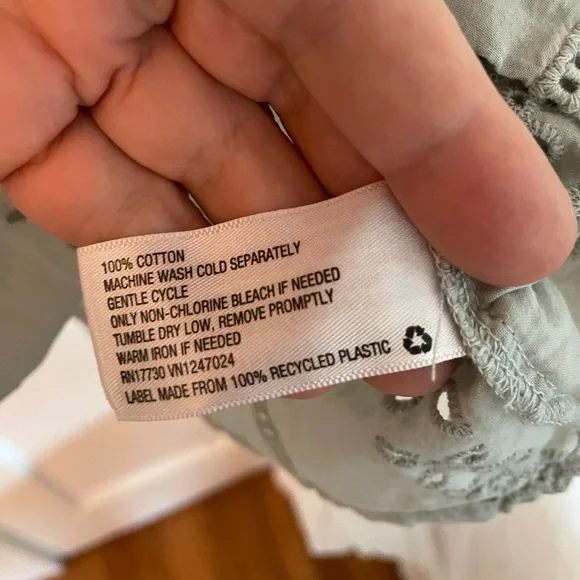 100% COTTON
MACHINE WASH COLD SEPARATELY
GENTLE CYCLE
ONLY NON-CHLORINE BLEACH IF NEEDED
TUMBLE DRY LOW, REMOVE PROMPTLY
WARM IRON IF NEEDED
RN17730 VN1247024
LABEL MADE FROM 100% RECYCLED PLASTIC